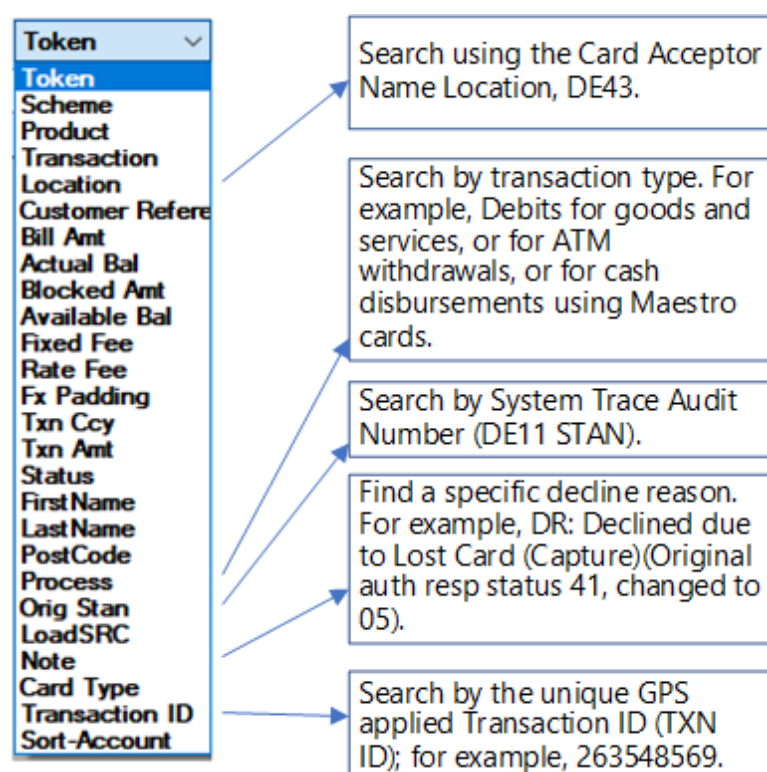 Token
Token
Scheme
Product
Transaction
Location
Customer Refere
Bill Amt
Actual Bal
Blocked Amt
Available Bal
Fixed Fee
Rate Fee
Fx Padding
Txn Ccy
Txn Amt
Status
FirstName
LastName
PostCode
Process
Orig Stan
LoadSRC
Note
Card Type
Transaction ID
Sort-Account
Search using the Card Acceptor
Name Location, DE43.
Search by transaction type. For
example, Debits for goods and
services, or for ATM
withdrawals, or for cash
disbursements using Maestro
cards.
Search by System Trace Audit
Number (DE11 STAN).
Find a specific decline reason.
For example, DR: Declined due
to Lost Card (Capture)(Original
auth resp status 41, changed to
05).
Search by the unique GPS
applied Transaction ID (TXN
ID); for example, 263548569.